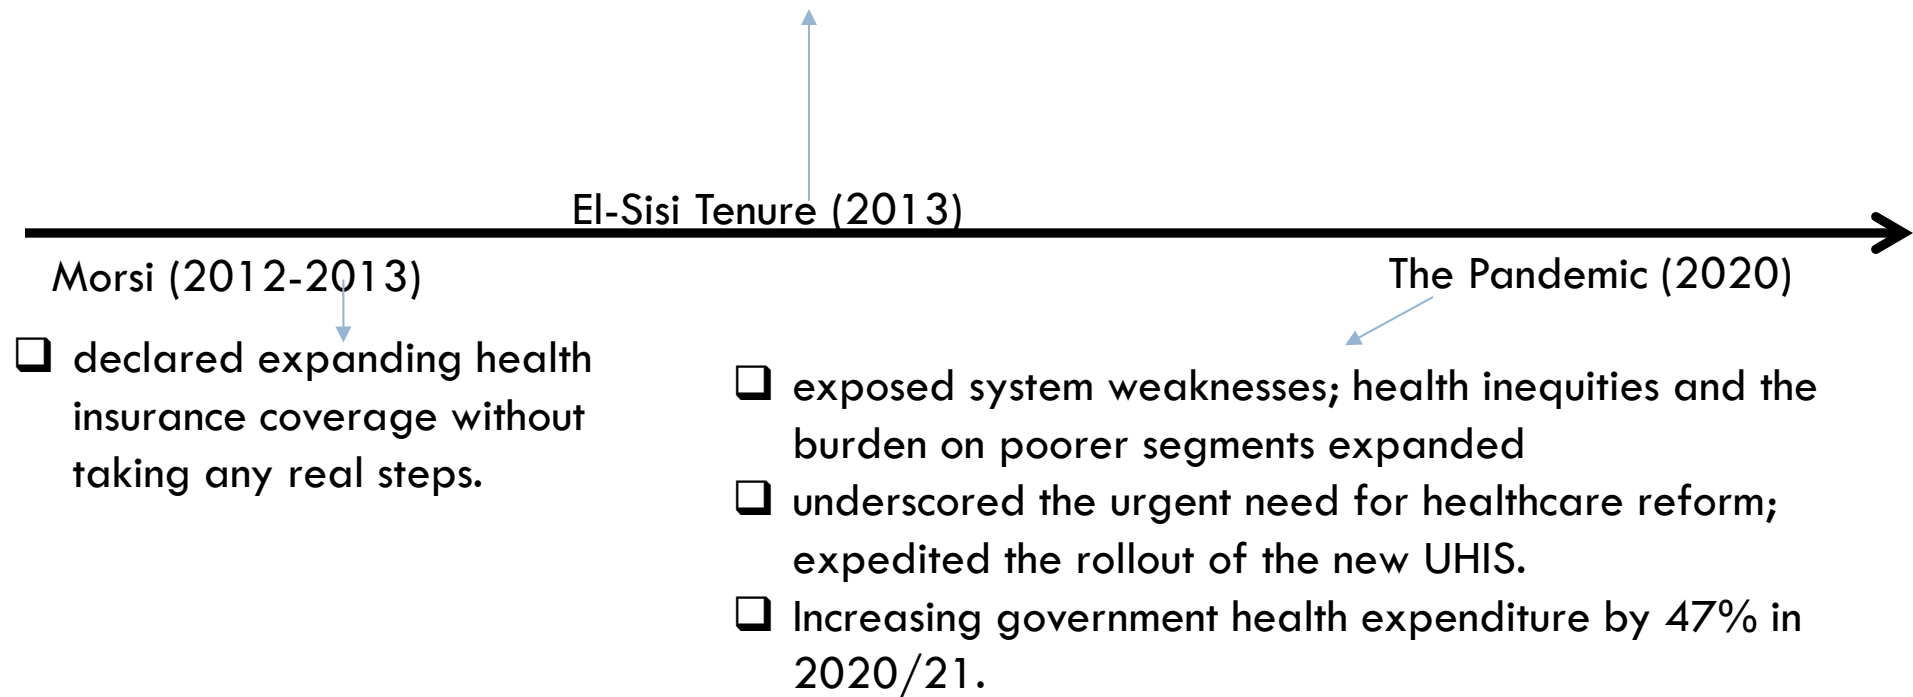 El-Sisi Tenure (2013)
Morsi (2012-2013)
The Pandemic (2020)
❑ declared expanding health
insurance coverage without
taking any real steps.
❑ exposed system weaknesses; health inequities and the
burden on poorer segments expanded
❑ underscored the urgent need for healthcare reform;
expedited the rollout of the new UHIS.
❑ Increasing government health expenditure by 47% in
2020/21.